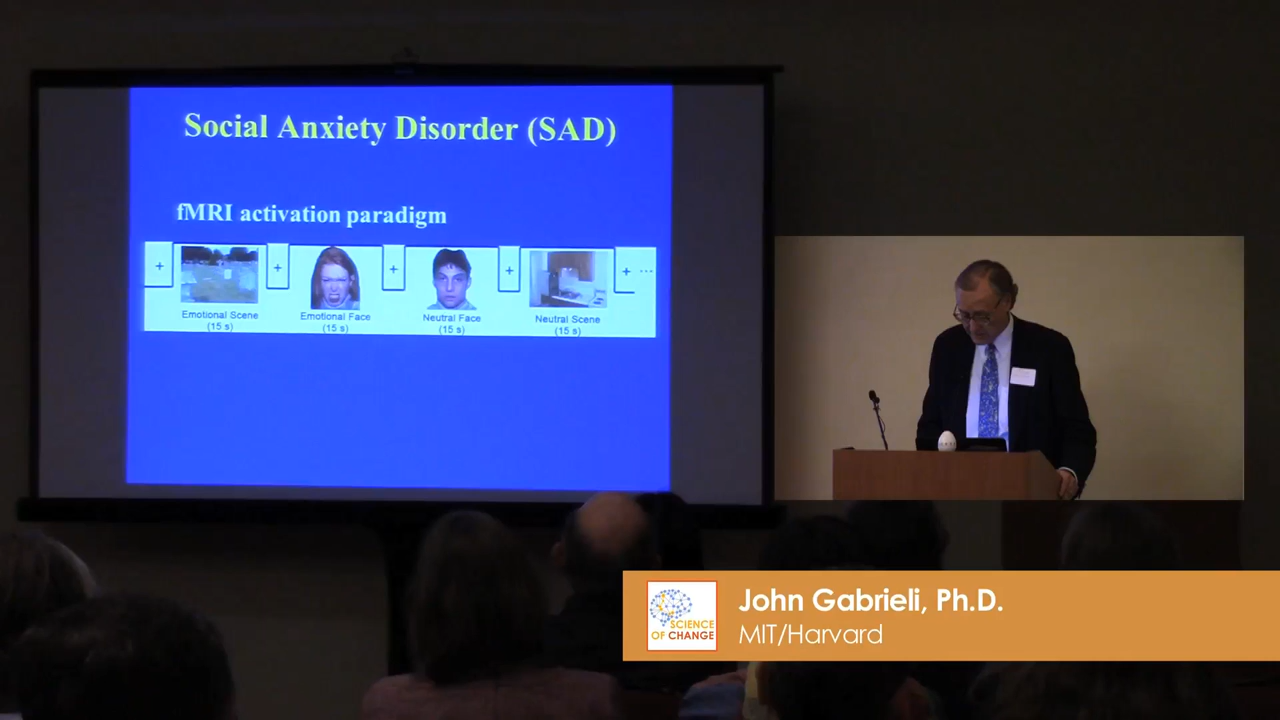 Social Anxiety Disorder (SAD)
fMRI activation paradigm
+ + + + + ...
Emotional Scene
(15 s)
Emotional Face
(15 s)
Neutral Face
(15 s)
Neutral Scene
(15 s)
John Gabrieli, Ph.D.
MIT/Harvard
SCIENCE
OF CHANGE